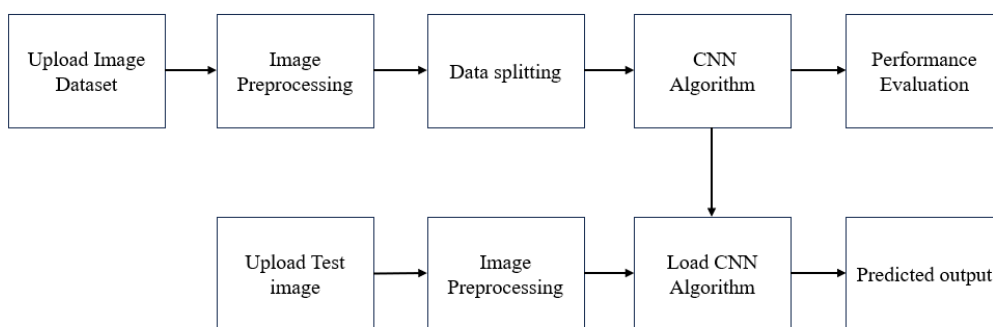 Upload Image
Dataset
Image
Preprocessing
Data splitting
CNN
Algorithm
Performance
Evaluation
Upload Test
image
Image
Preprocessing
Load CNN
Algorithm
Predicted output